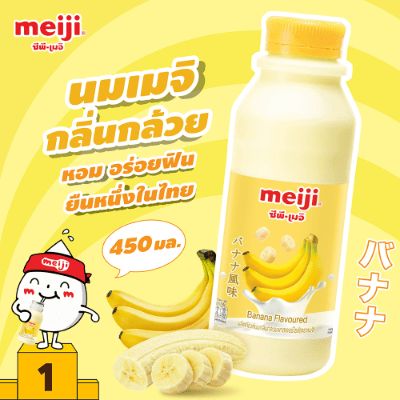 meiji
ซีพี-เมจิ
นมเมจิ
กลิ่นกล้วย
หอม อร่อยฟิน
ยืนหนึ่งในไทย
450 มล.
meiji
ซีพี-เมจิ
バナナ風味
Banana Flavoured
バナナ
meiji
1